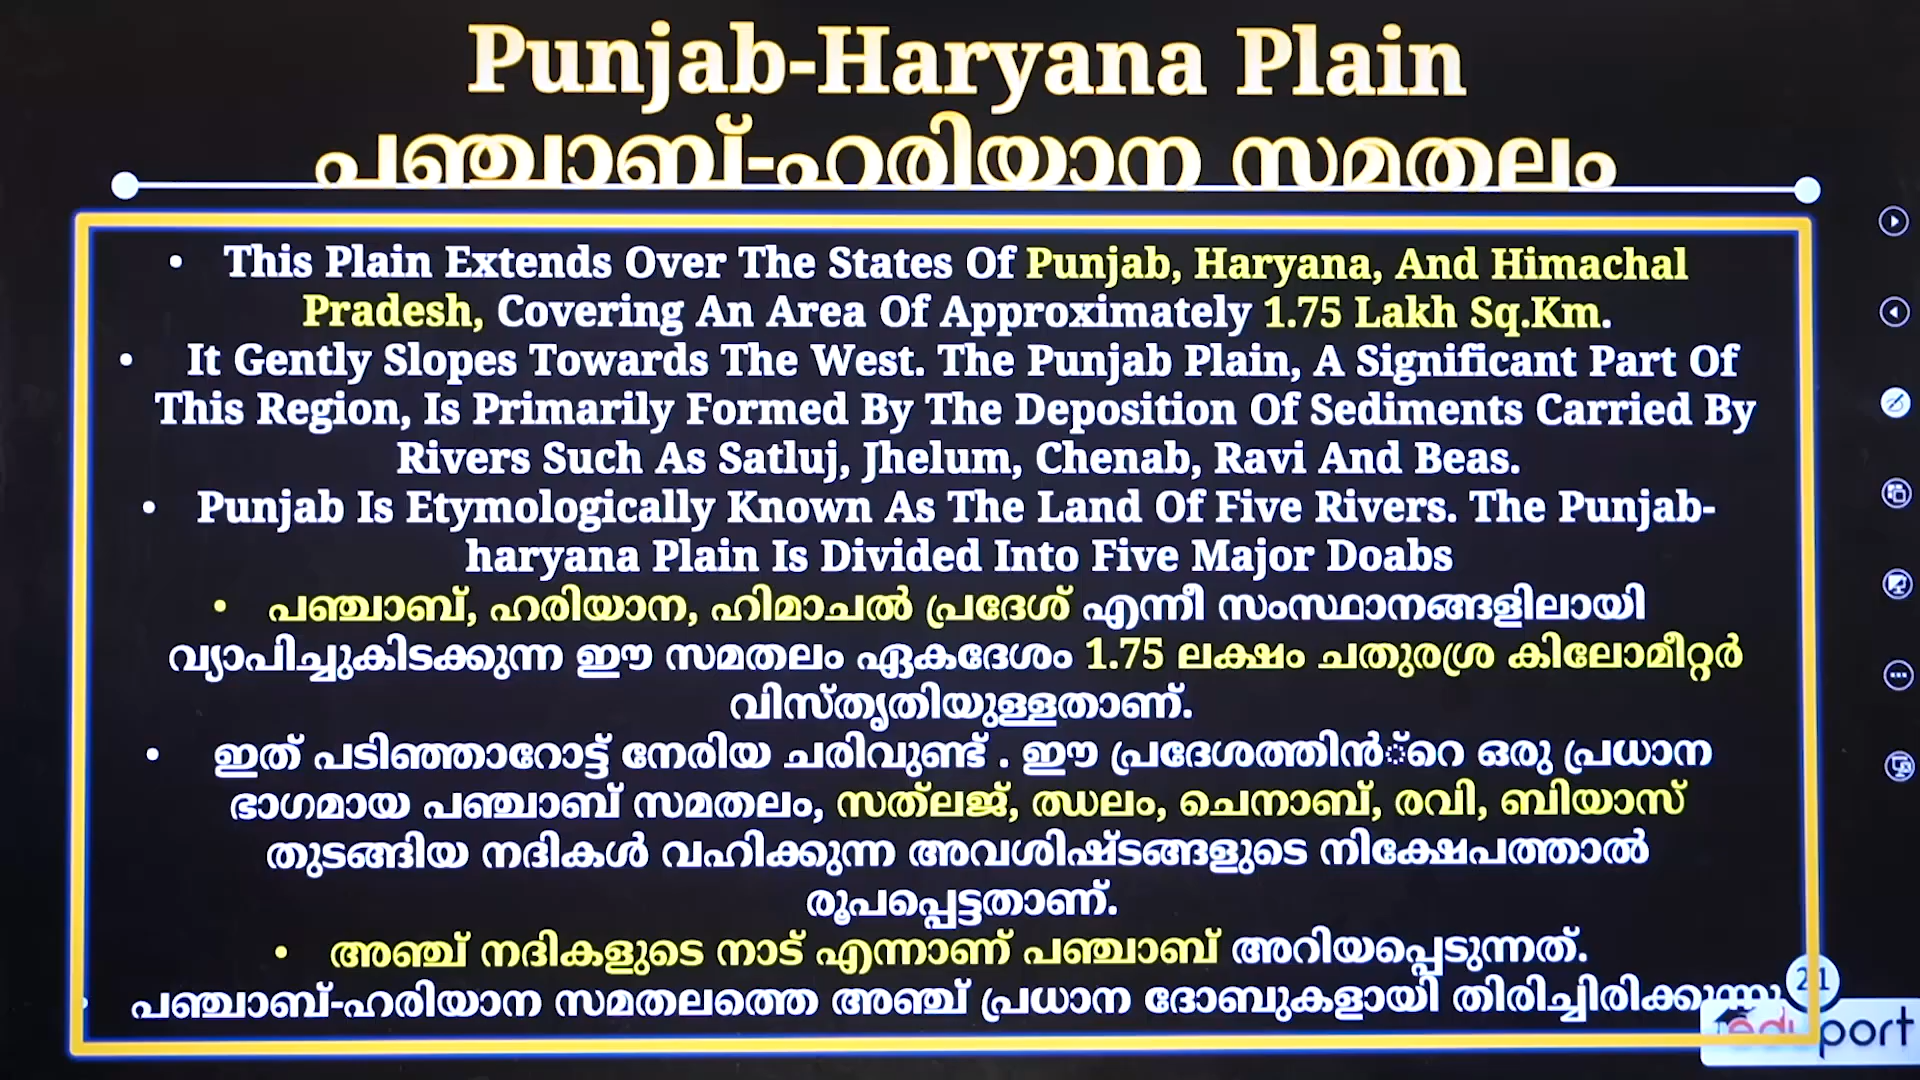 Punjab-Haryana Plain
പഞ്ചാബ്-ഹരിയാന സമതലം
• This Plain Extends Over The States Of Punjab, Haryana, And Himachal
Pradesh, Covering An Area Of Approximately 1.75 Lakh Sq.Km.
• It Gently Slopes Towards The West. The Punjab Plain, A Significant Part Of
This Region, Is Primarily Formed By The Deposition Of Sediments Carried By
Rivers Such As Satluj, Jhelum, Chenab, Ravi And Beas.
• Punjab Is Etymologically Known As The Land Of Five Rivers. The Punjab-
haryana Plain Is Divided Into Five Major Doabs
• പഞ്ചാബ്, ഹരിയാന, ഹിമാചൽ പ്രദേശ് എന്നീ സംസ്ഥാനങ്ങളിലായി
വ്യാപിച്ചുകിടക്കുന്ന ഈ സമതലം ഏകദേശം 1.75 ലക്ഷം ചതുരശ്ര കിലോമീറ്റർ
വിസ്തൃതിയുള്ളതാണ്.
• ഇത് പടിഞ്ഞാറോട്ട് നേരിയ ചരിവുണ്ട് . ഈ പ്രദേശത്തിൻ്റെ ഒരു പ്രധാന
ഭാഗമായ പഞ്ചാബ് സമതലം, സത്ലജ്, ഝലം, ചെനാബ്, രവി, ബിയാസ്
തുടങ്ങിയ നദികൾ വഹിക്കുന്ന അവശിഷ്ടങ്ങളുടെ നിക്ഷേപത്താൽ
രൂപപ്പെട്ടതാണ്.
• അഞ്ച് നദികളുടെ നാട് എന്നാണ് പഞ്ചാബ് അറിയപ്പെടുന്നത്.
• പഞ്ചാബ്-ഹരിയാന സമതലത്തെ അഞ്ച് പ്രധാന ദോബുകളായി തിരിച്ചിരിക്കുന്നു
21
eduport